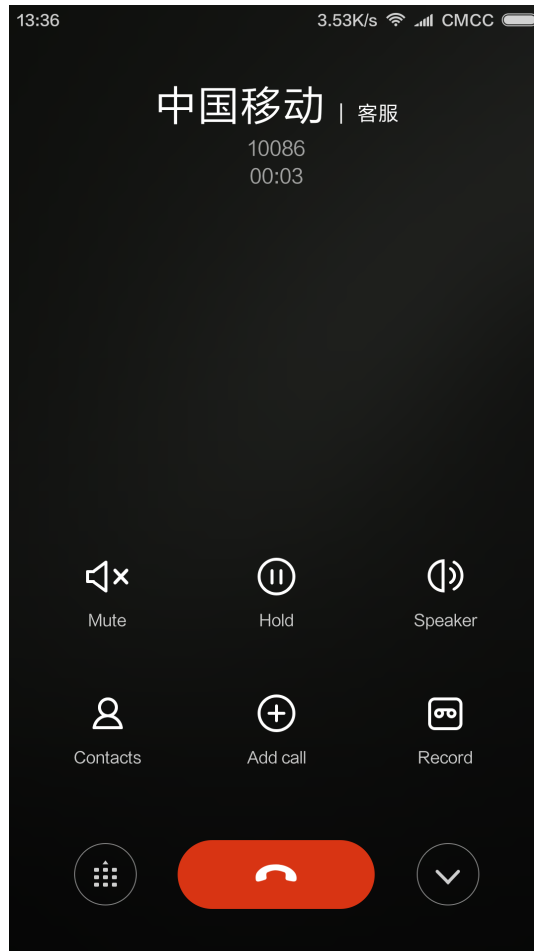 13:36 3.53K/s CMCC
中国移动 | 客服
10086
00:03
Mute Hold Speaker
Contacts Add call Record